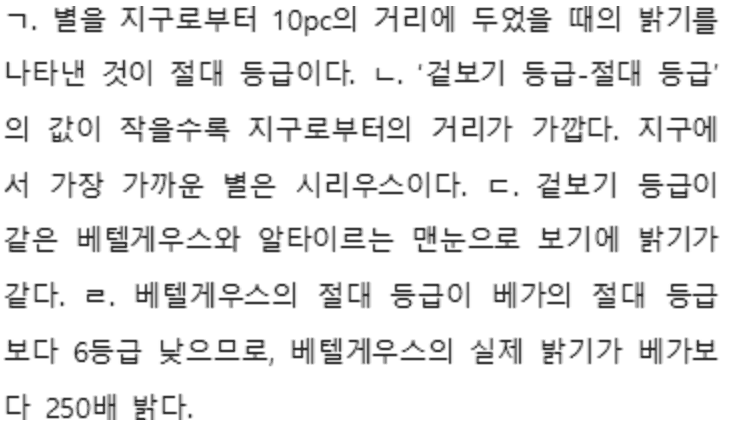 ㄱ. 별을 지구로부터 10pc의 거리에 두었을 때의 밝기를
나타낸 것이 절대 등급이다. ㄴ. '겉보기 등급-절대 등급'
의 값이 작을수록 지구로부터의 거리가 가깝다. 지구에
서 가장 가까운 별은 시리우스이다. ㄷ. 겉보기 등급이
같은 베텔게우스와 알타이르는 맨눈으로 보기에 밝기가
같다. ㄹ. 베텔게우스의 절대 등급이 베가의 절대 등급
보다 6등급 낮으므로, 베텔게우스의 실제 밝기가 베가보
다 250배 밝다.